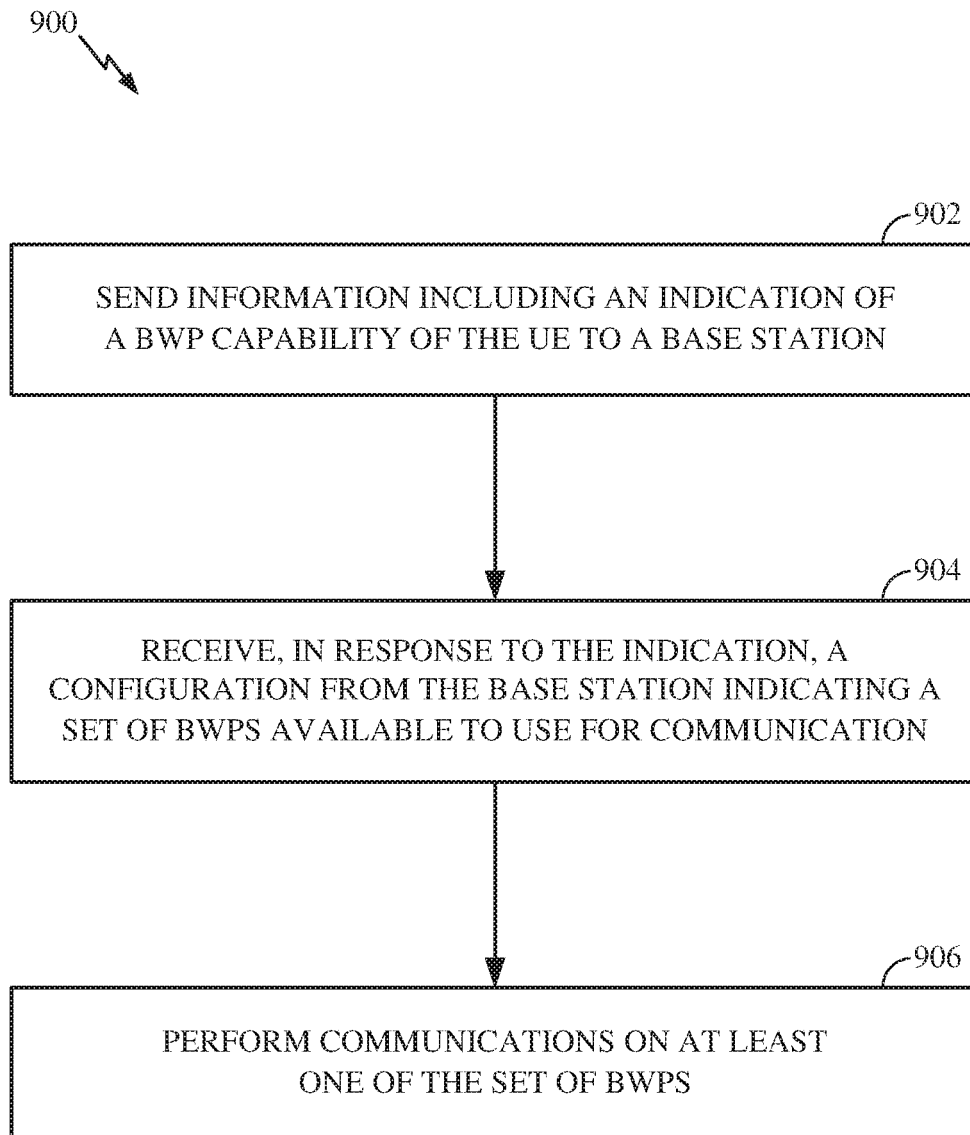 900
902
SEND INFORMATION INCLUDING AN INDICATION OF
A BWP CAPABILITY OF THE UE TO A BASE STATION
904
RECEIVE, IN RESPONSE TO THE INDICATION, A
CONFIGURATION FROM THE BASE STATION INDICATING A
SET OF BWPS AVAILABLE TO USE FOR COMMUNICATION
906
PERFORM COMMUNICATIONS ON AT LEAST
ONE OF THE SET OF BWPS